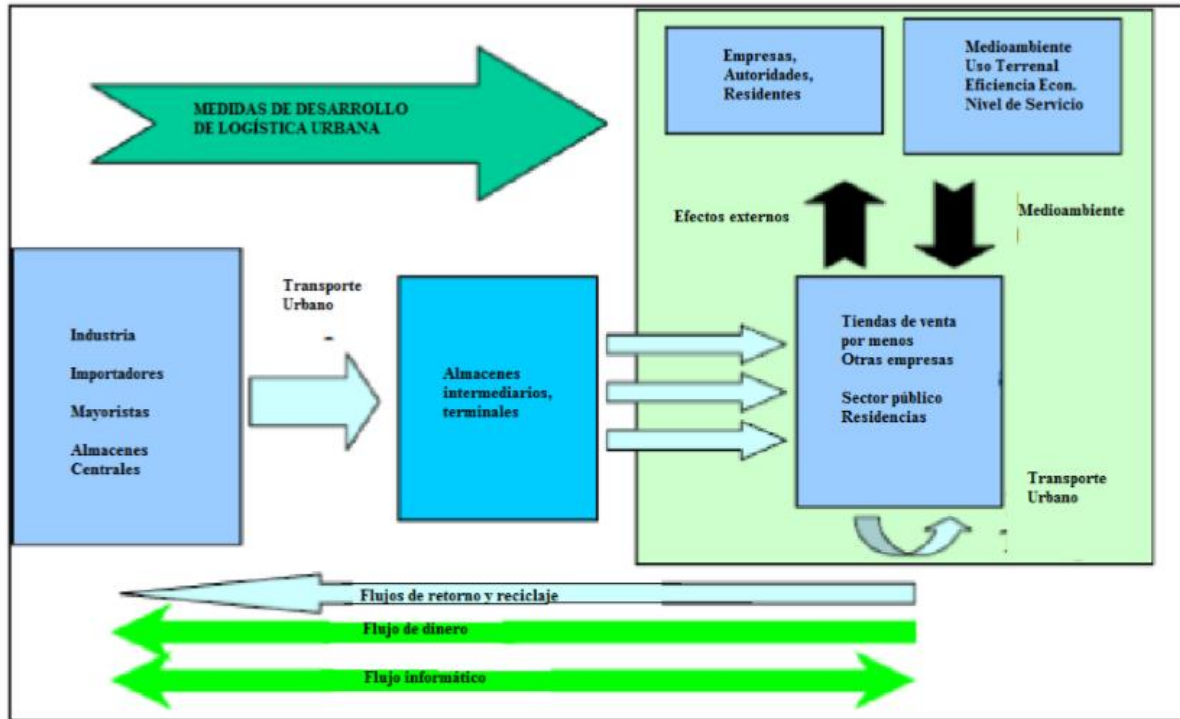 MEDIDAS DE DESARROLLO
DE LOGÍSTICA URBANA
Empresas,
Autoridades,
Residentes
Medioambiente
Uso Terrenal
Eficiencia Econ.
Nivel de Servicio
Efectos externos
Medioambiente
Industria
Importadores
Mayoristas
Almacenes
Centrales
Transporte
Urbano
Almacenes
intermediarios,
terminales
Tiendas de venta
por menos
Otras empresas
Sector público
Residencias
Transporte
Urbano
Flujos de retorno y reciclaje
Flujo de dinero
Flujo informático